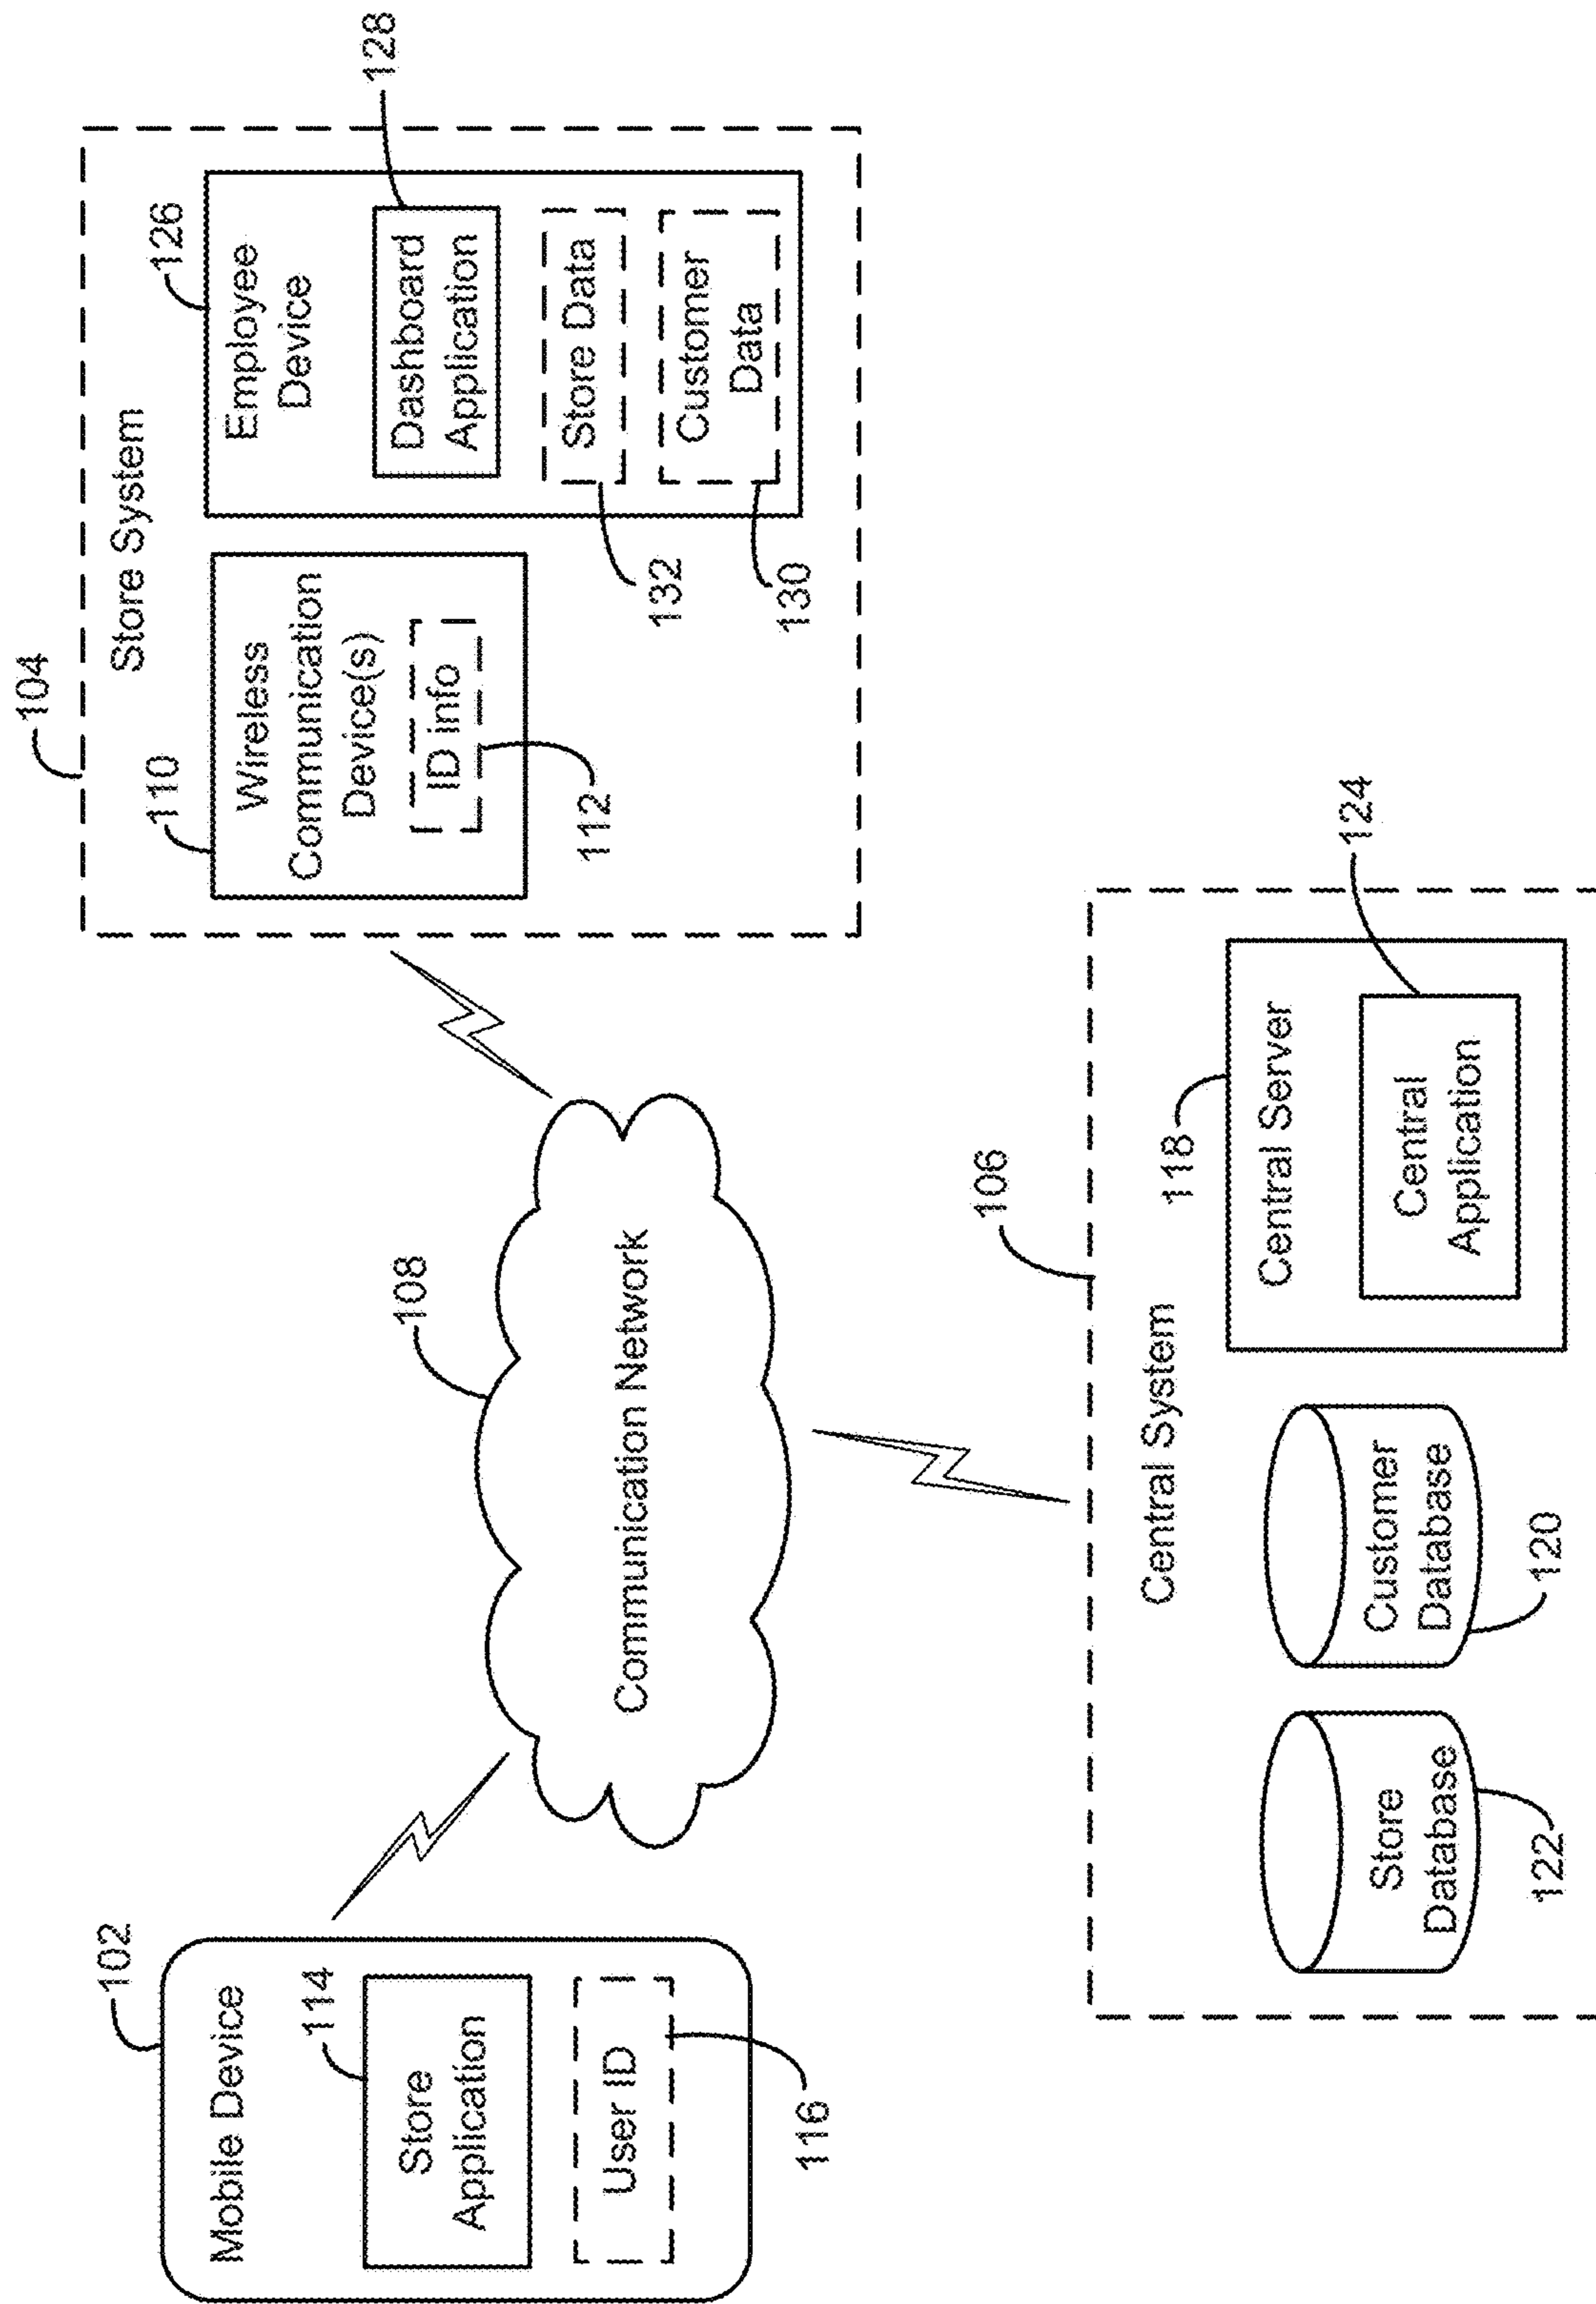 102
Mobile Device
114
Store
Application
User ID
116
108
Communication Network
104
Store System
110
Wireless
Communication
Device(s)
ID info
112
126
Employee
Device
128
Dashboard
Application
Store Data
132
Customer
Data
130
106
Central System
Store
Database
122
Customer
Database
120
118
Central Server
124
Central
Application